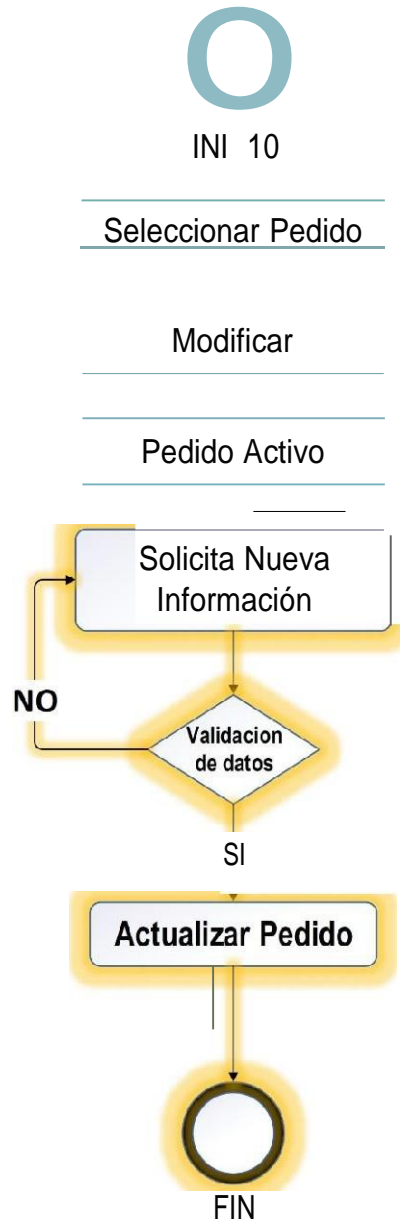 O
INI 10
Seleccionar Pedido
Modificar
Pedido Activo
Solicita Nueva
Información
NO
Validacion
de datos
SI
Actualizar Pedido
FIN